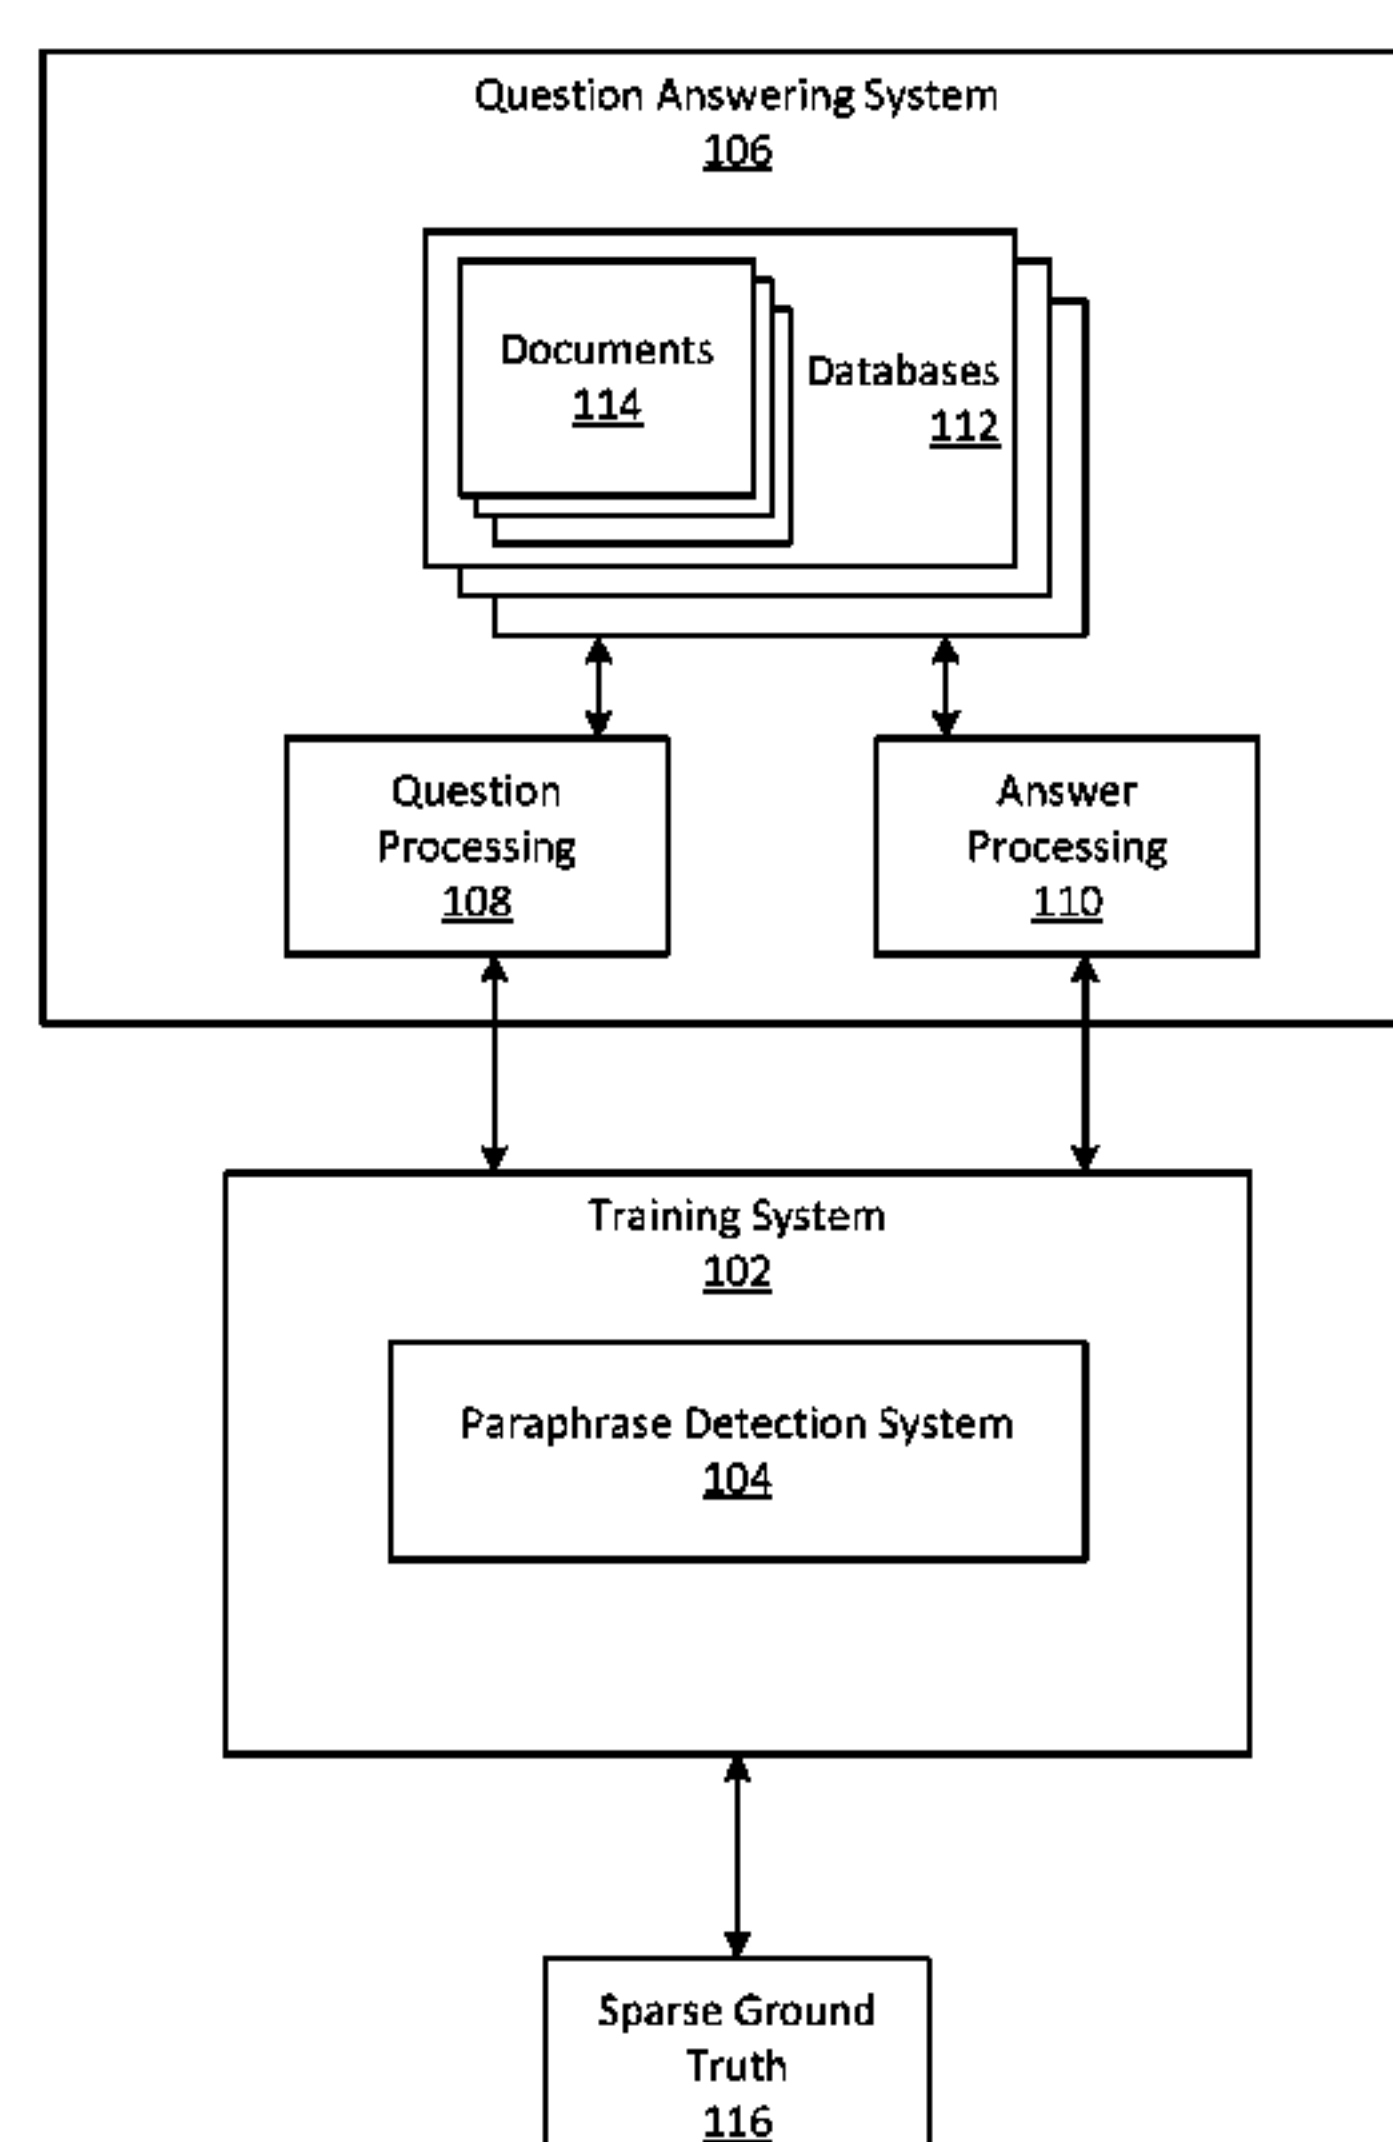 Question Answering System
106
Documents
114
Databases
112
Question
Processing
108
Answer
Processing
110
Training System
102
Paraphrase Detection System
104
Sparse Ground
Truth
116